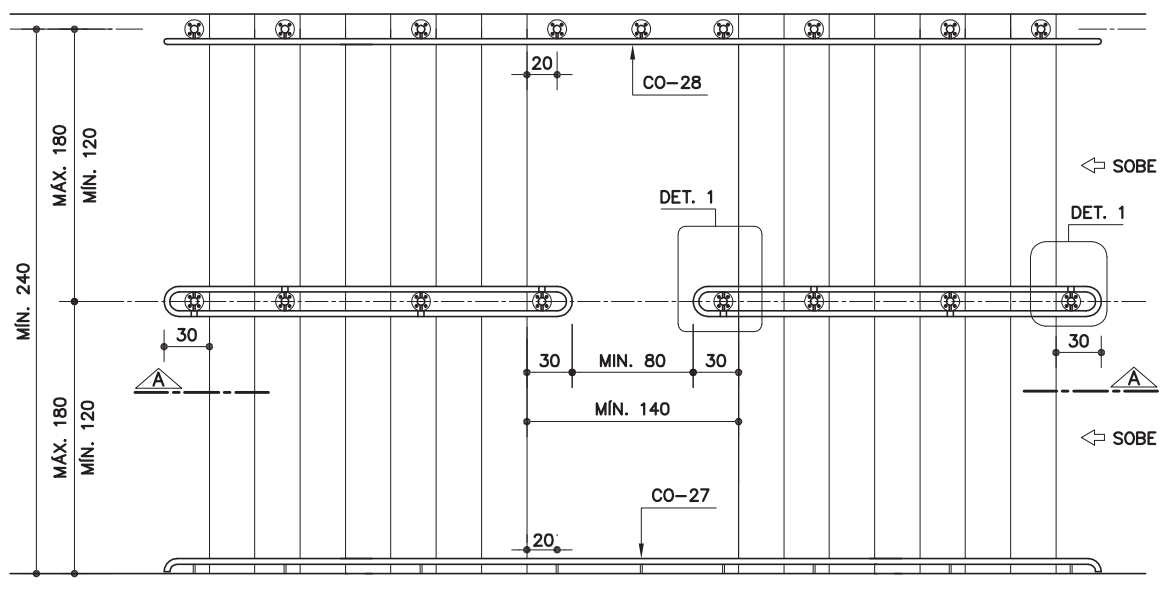 20
CO-28
MÁX. 180
MÍN. 120
SOBE
DET. 1
DET. 1
MÍN. 240
30
30
MIN. 80
30
30
A
A
MÍN. 140
MÁX. 180
MÍN. 120
SOBE
CO-27
20